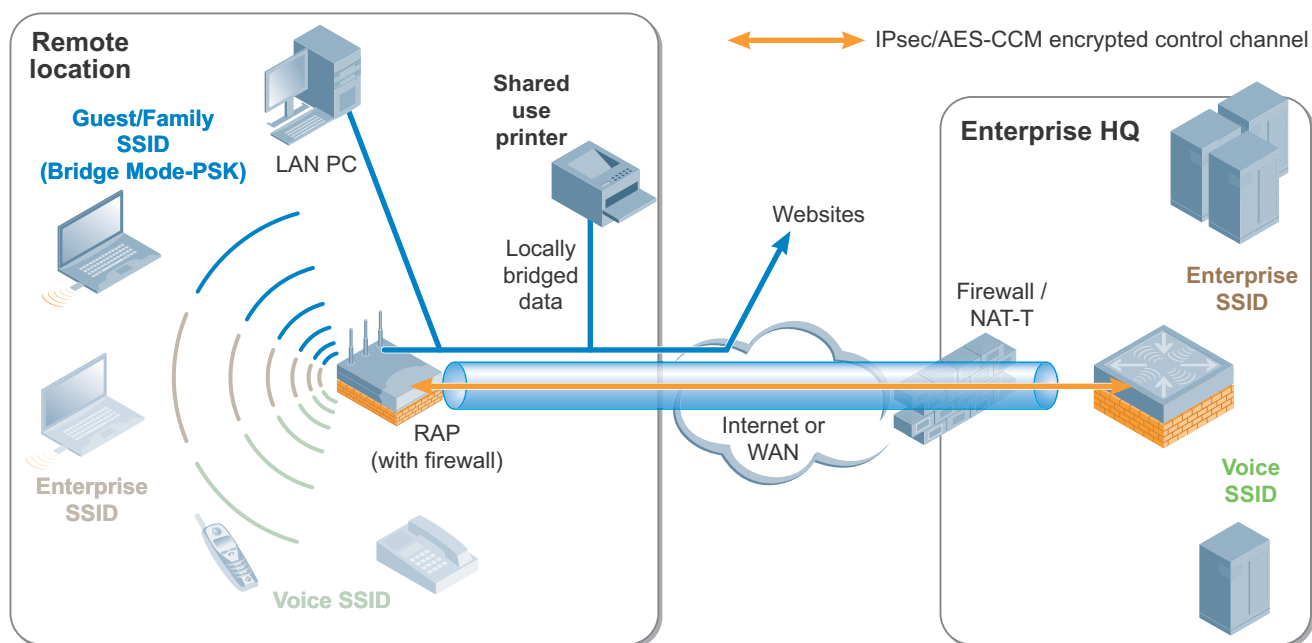 Remote
location
IPsec/AES-CCM encrypted control channel
Shared
use
printer
Guest/Family
SSID
(Bridge Mode-PSK)
LAN PC
Enterprise HQ
Websites
Locally
bridged
data
Firewall /
NAT-T
Enterprise
SSID
RAP
(with firewall)
Internet or
WAN
Enterprise
SSID
Voice
SSID
Voice SSID